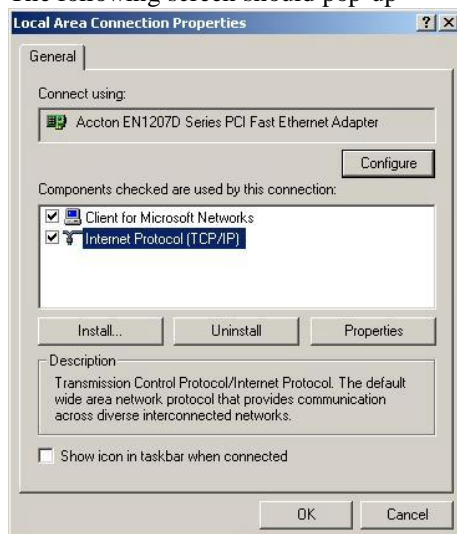 The following screen should pop-up
Local Area Connection Properties
General
Connect using:
Accton EN1207D Series PCI Fast Ethernet Adapter
Configure
Components checked are used by this connection:
Client for Microsoft Networks
Internet Protocol (TCP/IP)
Install... Uninstall Properties
Description
Transmission Control Protocol/Internet Protocol. The default
wide area network protocol that provides communication
across diverse interconnected networks.
Show icon in taskbar when connected
OK Cancel